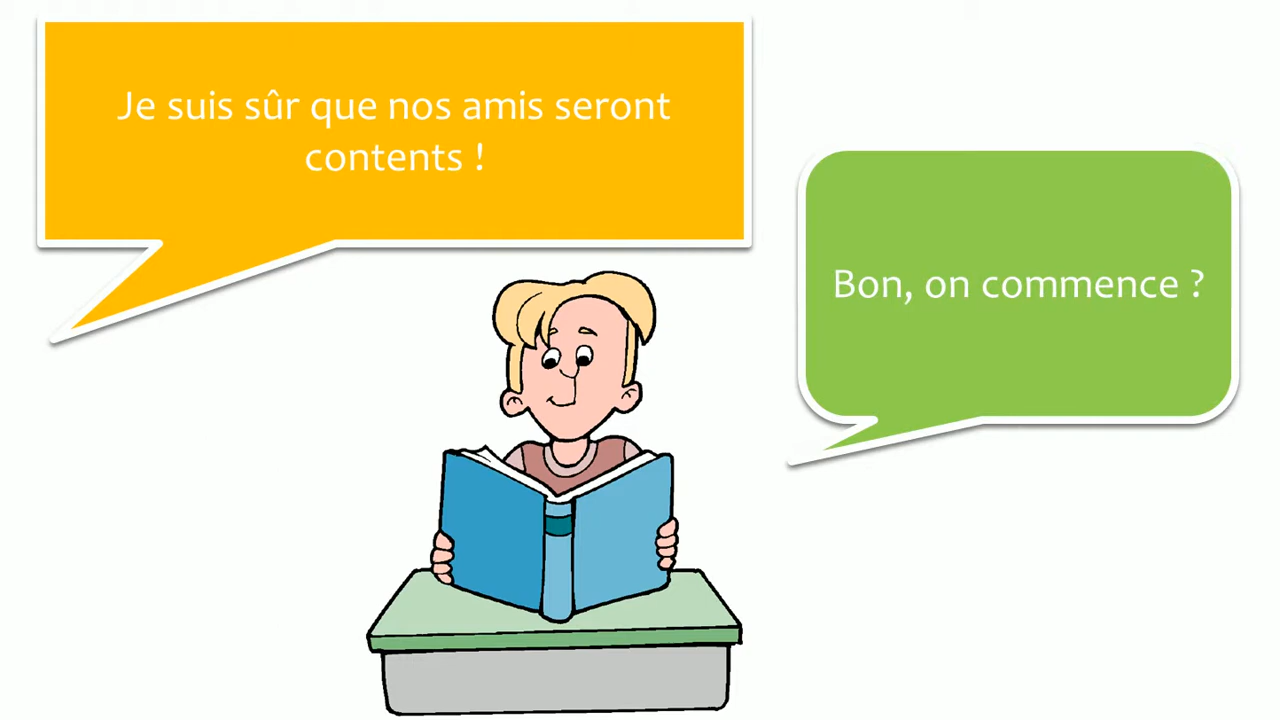 Je suis sûr que nos amis seront
contents !
Bon, on commence ?